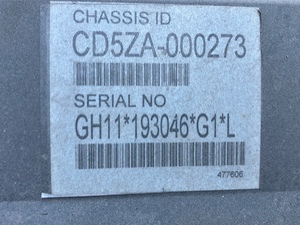 CHASSIS ID
CD5ZA-000273
SERIAL NO
GH11*193046*G1*L
477606